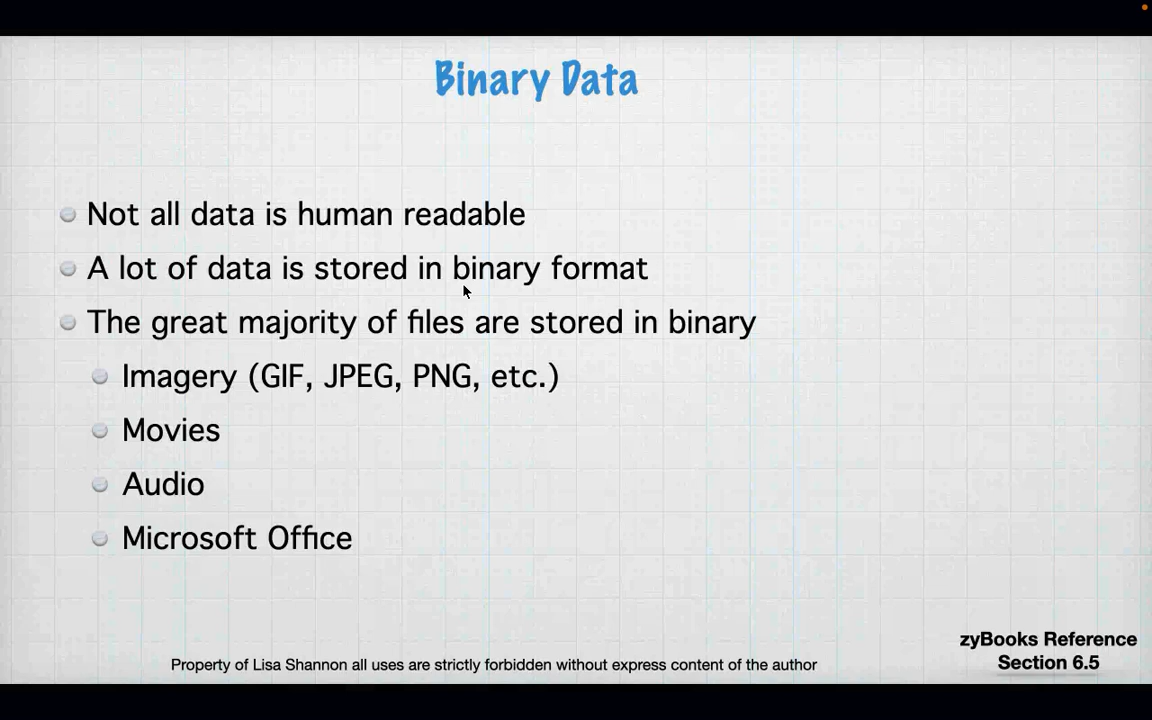 Binary Data
Not all data is human readable
A lot of data is stored in binary format
The great majority of files are stored in binary
Imagery (GIF, JPEG, PNG, etc.)
Movies
Audio
Microsoft Office
zyBooks Reference
Section 6.5
Property of Lisa Shannon all uses are strictly forbidden without express content of the author